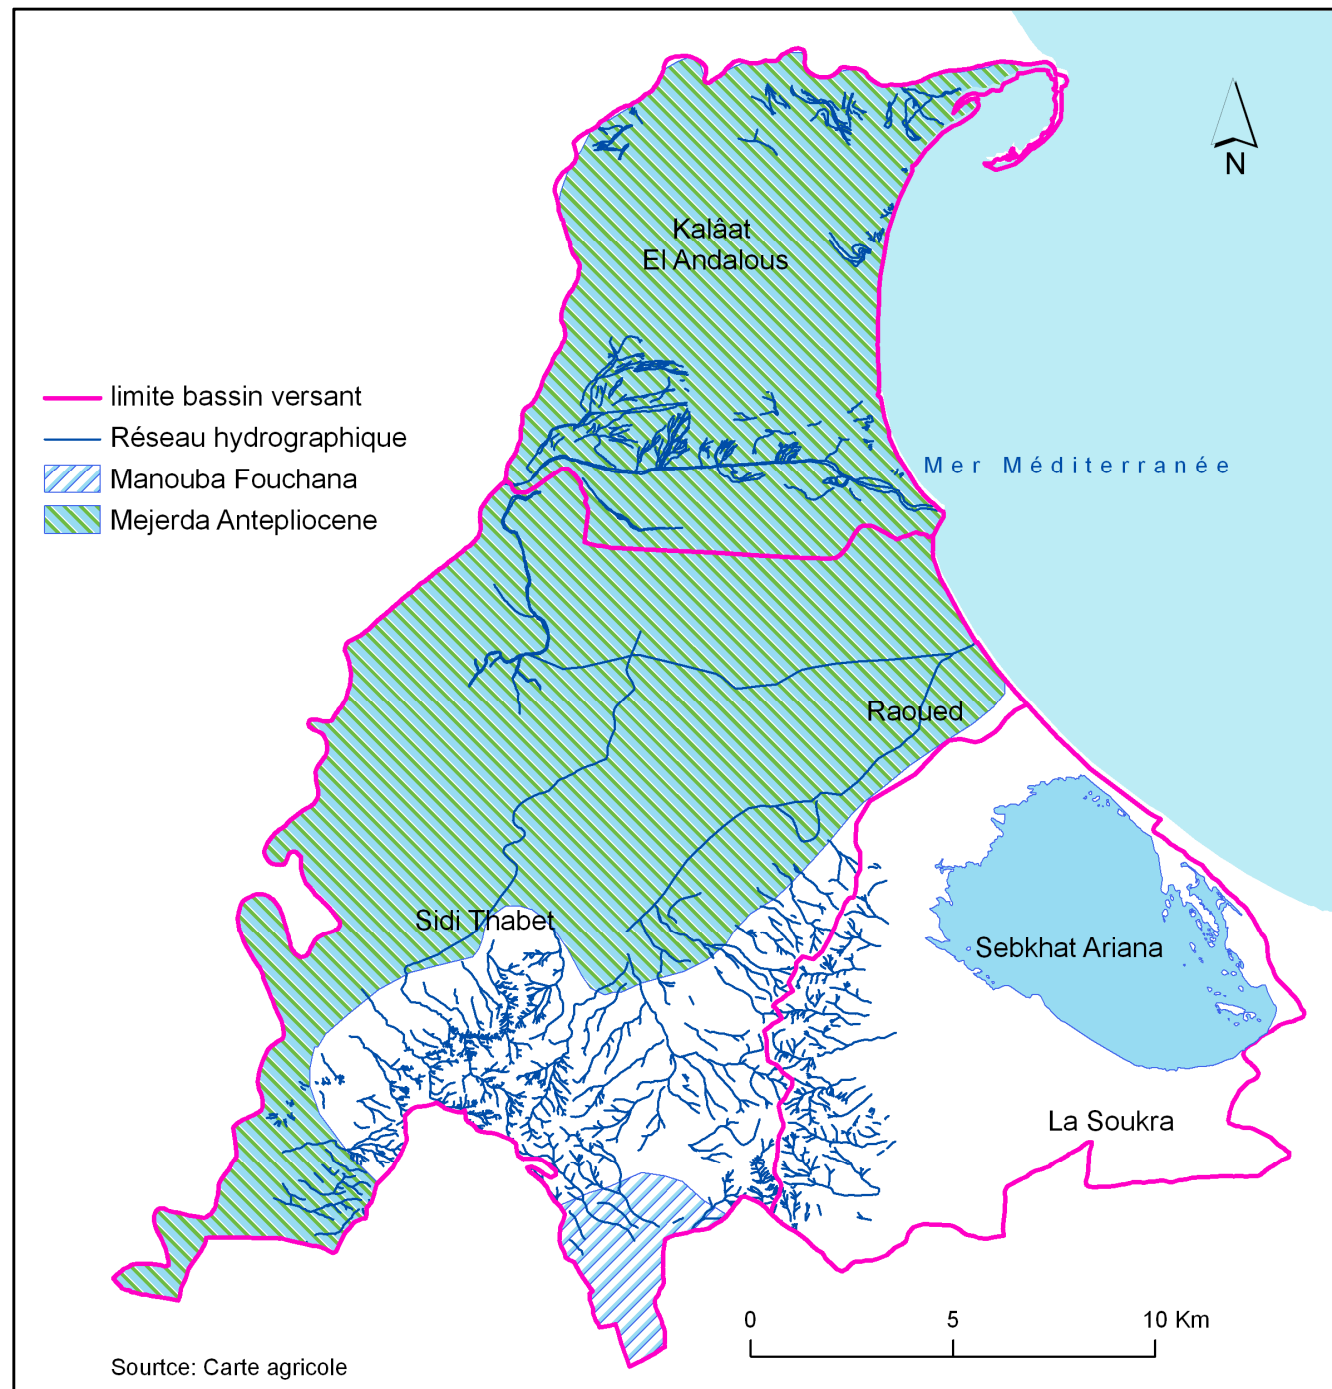 N
Kalâat
El Andalous
limite bassin versant
Réseau hydrographique
Manouba Fouchana
Mejerda Antepliocene
Mer Méditerranée
Raoued
Sidi Thabet
Sebkhat Ariana
La Soukra
0 5 10 Km
Sourtce: Carte agricole